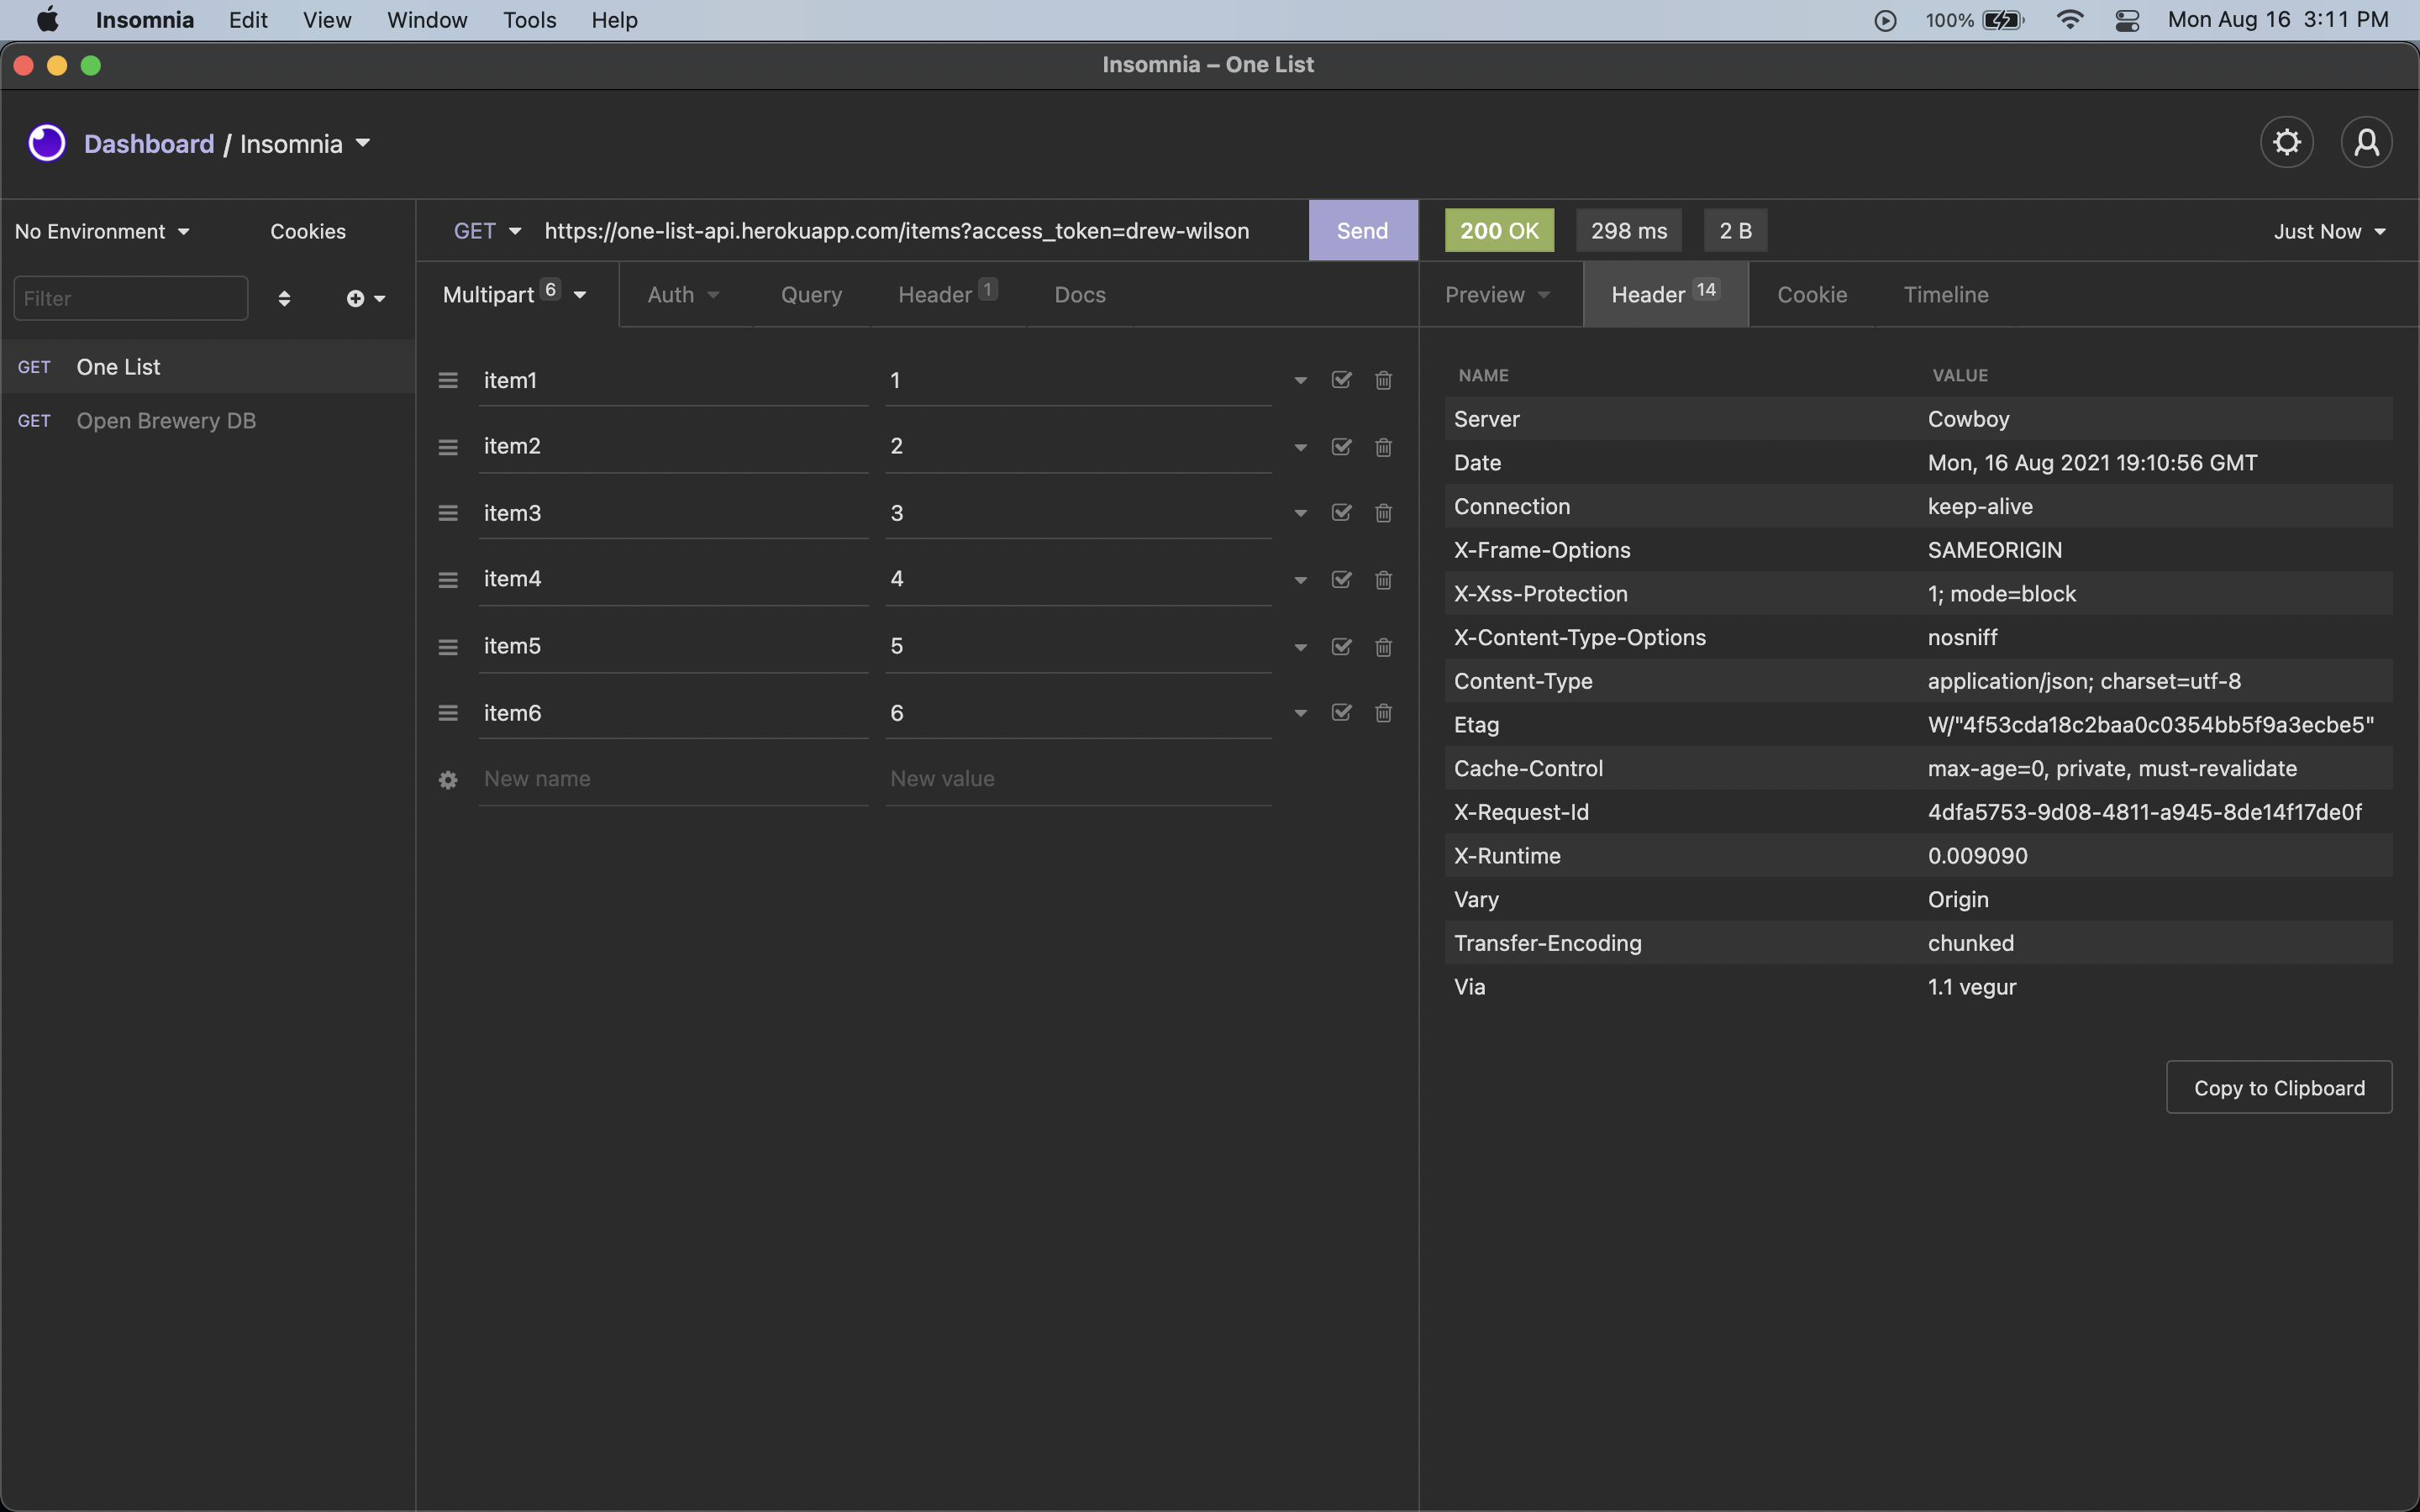 Insomnia Edit View Window Tools Help 100% Mon Aug 16 3:11 PM
Insomnia – One List
Dashboard / Insomnia
No Environment Cookies
Filter
GET One List
GET Open Brewery DB
GET https://one-list-api.herokuapp.com/items?access_token=drew-wilson Send
Multipart 6 Auth Query Header 1 Docs
item1 1
item2 2
item3 3
item4 4
item5 5
item6 6
New name New value
200 OK 298 ms 2 B Just Now
Preview Header 14 Cookie Timeline
NAME VALUE
Server Cowboy
Date Mon, 16 Aug 2021 19:10:56 GMT
Connection keep-alive
X-Frame-Options SAMEORIGIN
X-Xss-Protection 1; mode=block
X-Content-Type-Options nosniff
Content-Type application/json; charset=utf-8
Etag W/"4f53cda18c2baa0c0354bb5f9a3ecbe5"
Cache-Control max-age=0, private, must-revalidate
X-Request-Id 4dfa5753-9d08-4811-a945-8de14f17de0f
X-Runtime 0.009090
Vary Origin
Transfer-Encoding chunked
Via 1.1 vegur
Copy to Clipboard